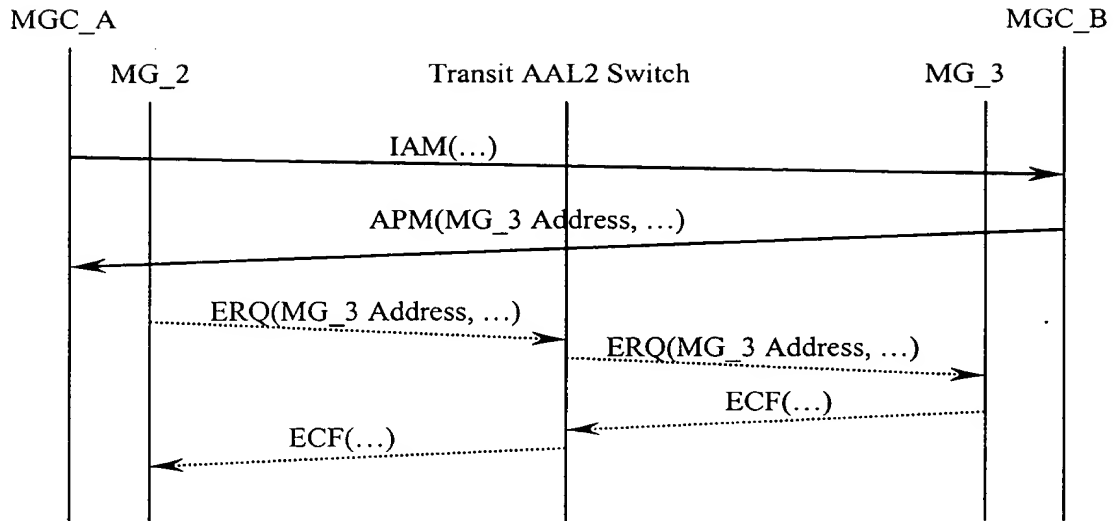 MGC_A
MGC_B
MG_2
Transit AAL2 Switch
MG_3
IAM(...)
APM(MG_3 Address, ...)
ERQ(MG_3 Address, ...)
ERQ(MG_3 Address, ...)
ECF(...)
ECF(...)